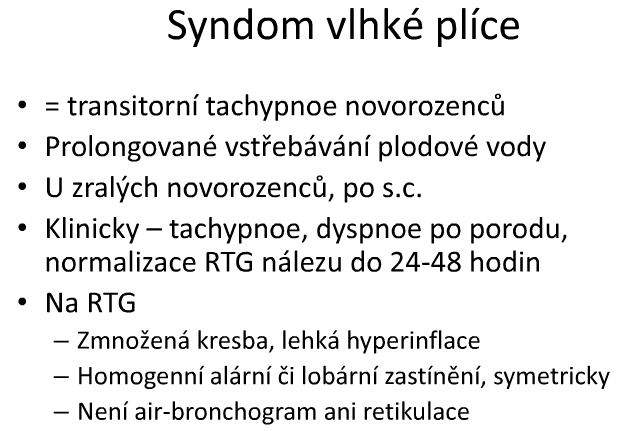 Syndom vlhké plíce
• = transitorní tachypnoe novorozenců
• Prolongované vstřebávání plodové vody
• U zralých novorozenců, po s.c.
• Klinicky – tachypnoe, dyspnoe po porodu,
normalizace RTG nálezu do 24-48 hodin
• Na RTG
– Zmnožená kresba, lehká hyperinflace
– Homogenní alární či lobární zastínění, symetricky
– Není air-bronchogram ani retikulace